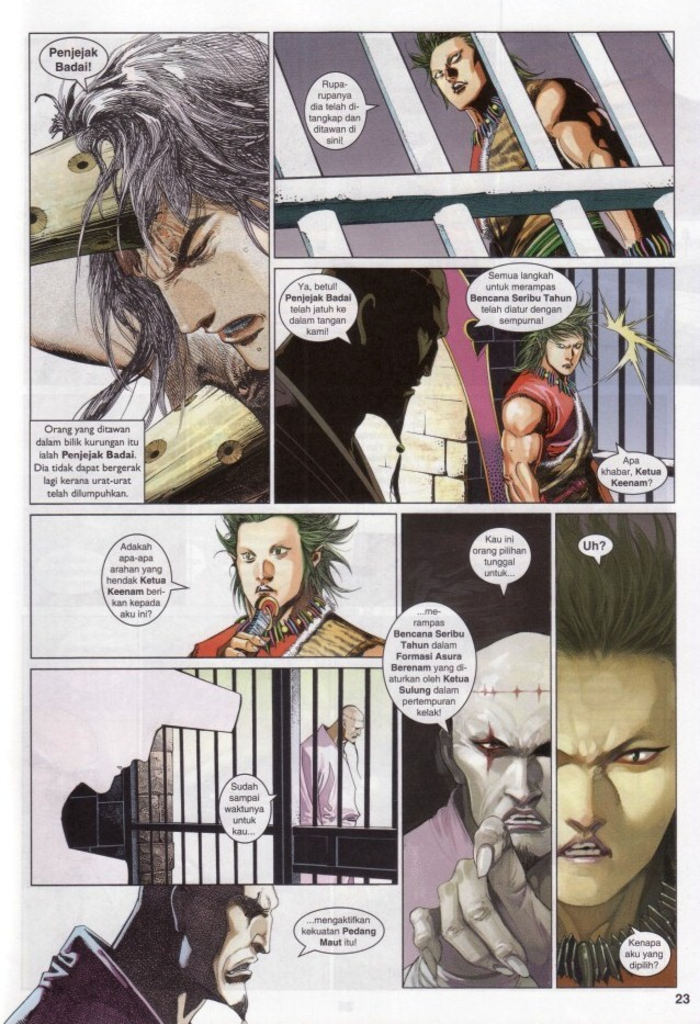 Penjejak
Badai!
Orang yang ditawan
dalam bilik kurungan itu
ialah Penjejak Badai.
Dia tidak dapat bergerak
lagi kerana urat-urat
telah dilumpuhkan.
Rupa-
rupanya
dia telah di-
tangkap dan
ditawan di
sini!
Ya, betul!
Penjejak Badai
telah jatuh ke
dalam tangan
kami!
Semua langkah
untuk merampas
Bencana Seribu Tahun
telah diatur dengan
sempurna!
Apa
khabar, Ketua
Keenam?
Adakah
apa-apa
arahan yang
hendak Ketua
Keenam beri-
kan kepada
aku ini?
Sudah
sampai
waktunya
untuk
kau...
...mengaktifkan
kekuatan Pedang
Maut itu!
Kau ini
orang pilihan
tunggal
untuk...
...me-
rampas
Bencana Seribu
Tahun dalam
Formasi Asura
Berenam yang di-
aturkan oleh Ketua
Sulung dalam
pertempuran
kelak!
Uh?
Kenapa
aku yang
dipilih?
23